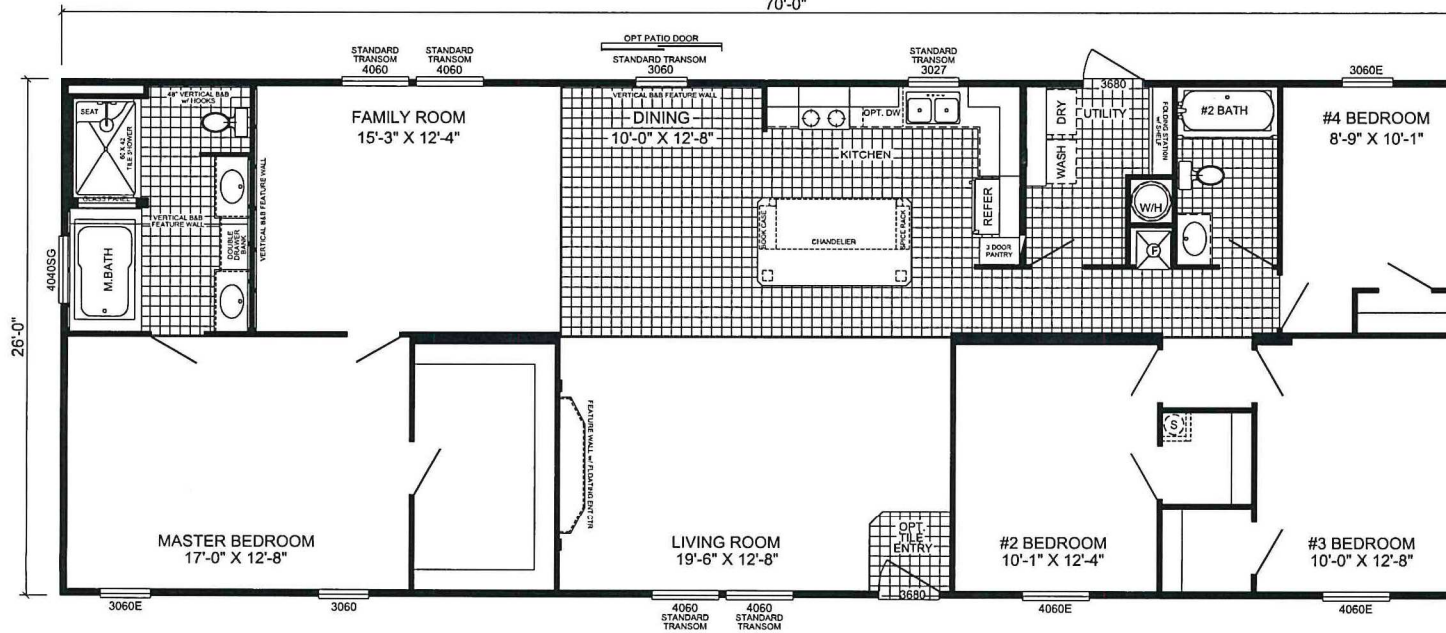 70'-0"
OPT PATIO DOOR
STANDARD
TRANSOM
4060
STANDARD
TRANSOM
4060
STANDARD TRANSOM
3060
STANDARD
TRANSOM
3027
3680
3060E
SEAT
60 X 42
TILE SHOWER
GLASS PANEL
48" VERTICAL B&B
w/ HOOKS
VERTICAL B&B
FEATURE WALL
DOUBLE
DRAWER
BANK
VERTICAL B&B FEATURE WALL
M.BATH
4040SG
26'-0"
FAMILY ROOM
15'-3" X 12'-4"
VERTICAL B&B FEATURE WALL
DINING
10'-0" X 12'-8"
OPT. DW
KITCHEN
BOOK CASE
CHANDELIER
SPICE RACK
REFER
3 DOOR
PANTRY
DRY
WASH
UTILITY
FOLDING STATION
w/ SHELF
W/H
F
#2 BATH
#4 BEDROOM
8'-9" X 10'-1"
MASTER BEDROOM
17'-0" X 12'-8"
FEATURE WALL w/ FLOATING ENT CTR
LIVING ROOM
19'-6" X 12'-8"
OPT.
TILE
ENTRY
S
#2 BEDROOM
10'-1" X 12'-4"
#3 BEDROOM
10'-0" X 12'-8"
3060E
3060
4060
STANDARD
TRANSOM
4060
STANDARD
TRANSOM
3680
4060E
4060E